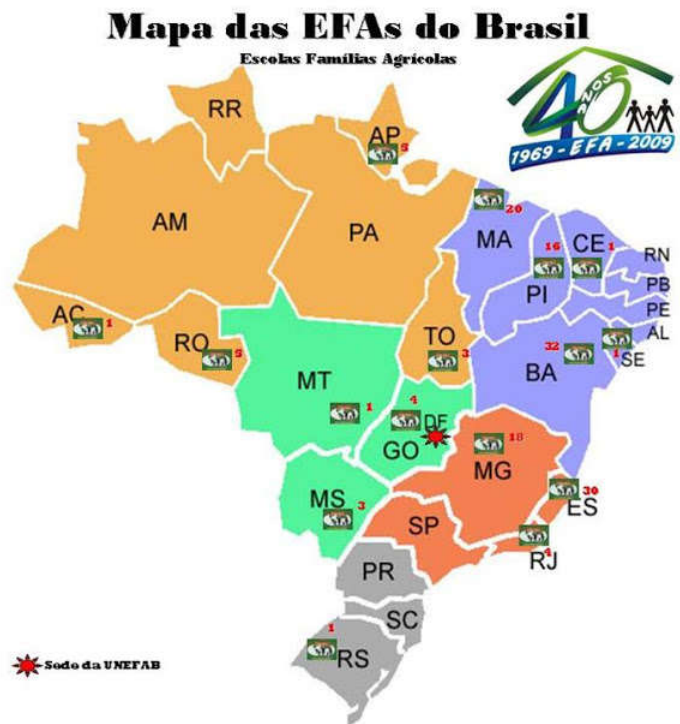 Mapa das EFAs do Brasil
Escolas Famílias Agrícolas
40 ANOS
1969 - EFA - 2009
RR
AP
5
AM
PA
MA
20
PI
16
CE
1
RN
PB
PE
AL
SE
1
AC
1
RO
5
TO
3
BA
32
MT
1
4
DF
GO
MG
18
MS
3
ES
30
SP
RJ
4
PR
SC
1
RS
Sede da UNEFAB